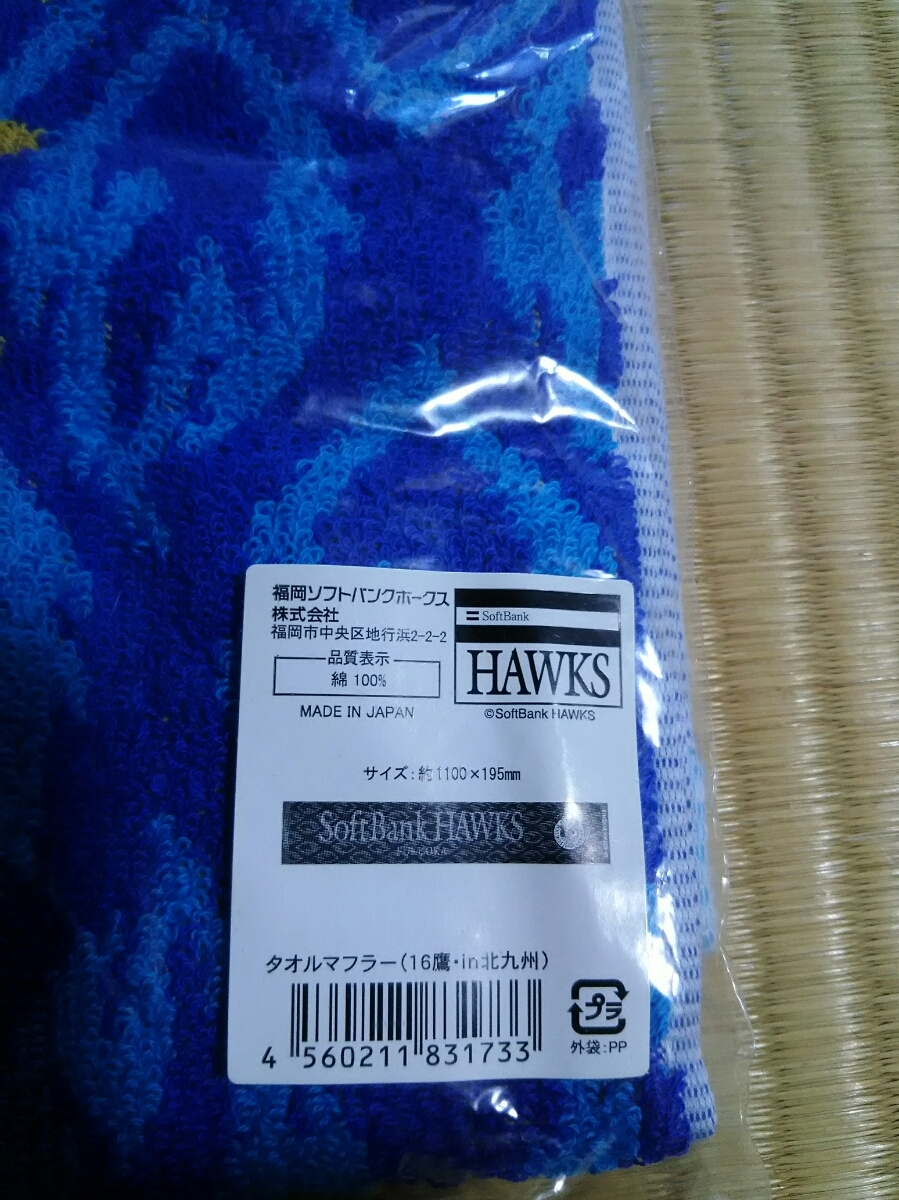 福岡ソフトバンクホークス
株式会社
福岡市中央区地行浜2-2-2
品質表示
綿 100%
MADE IN JAPAN
SoftBank
HAWKS
©SoftBank HAWKS
サイズ:約1100×195mm
SoftBank HAWKS
FUKUOKA
タオルマフラー(16鷹・in北九州)
4 560211 831733
プラ
外袋:PP